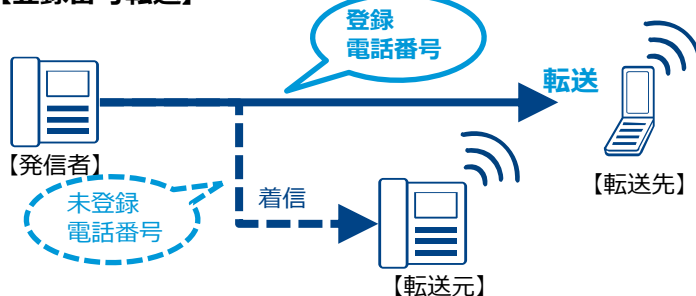 登録
電話番号
転送
【発信者】
【転送先】
未登録
電話番号
着信
【転送元】